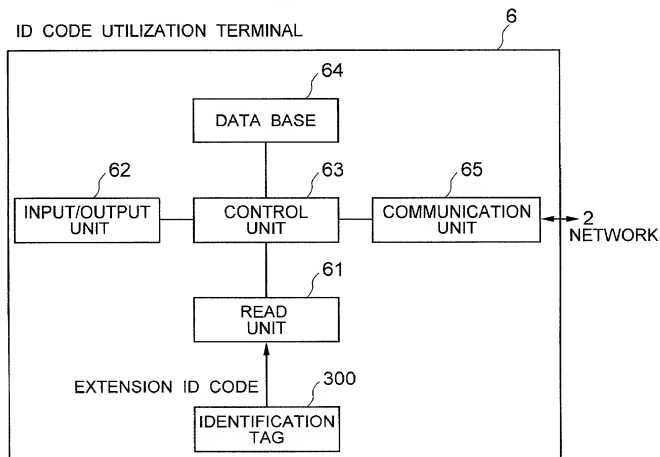 ID CODE UTILIZATION TERMINAL
6
64
DATA BASE
62
63
65
INPUT/OUTPUT
UNIT
CONTROL
UNIT
COMMUNICATION
UNIT
2
NETWORK
61
READ
UNIT
EXTENSION ID CODE
300
IDENTIFICATION
TAG